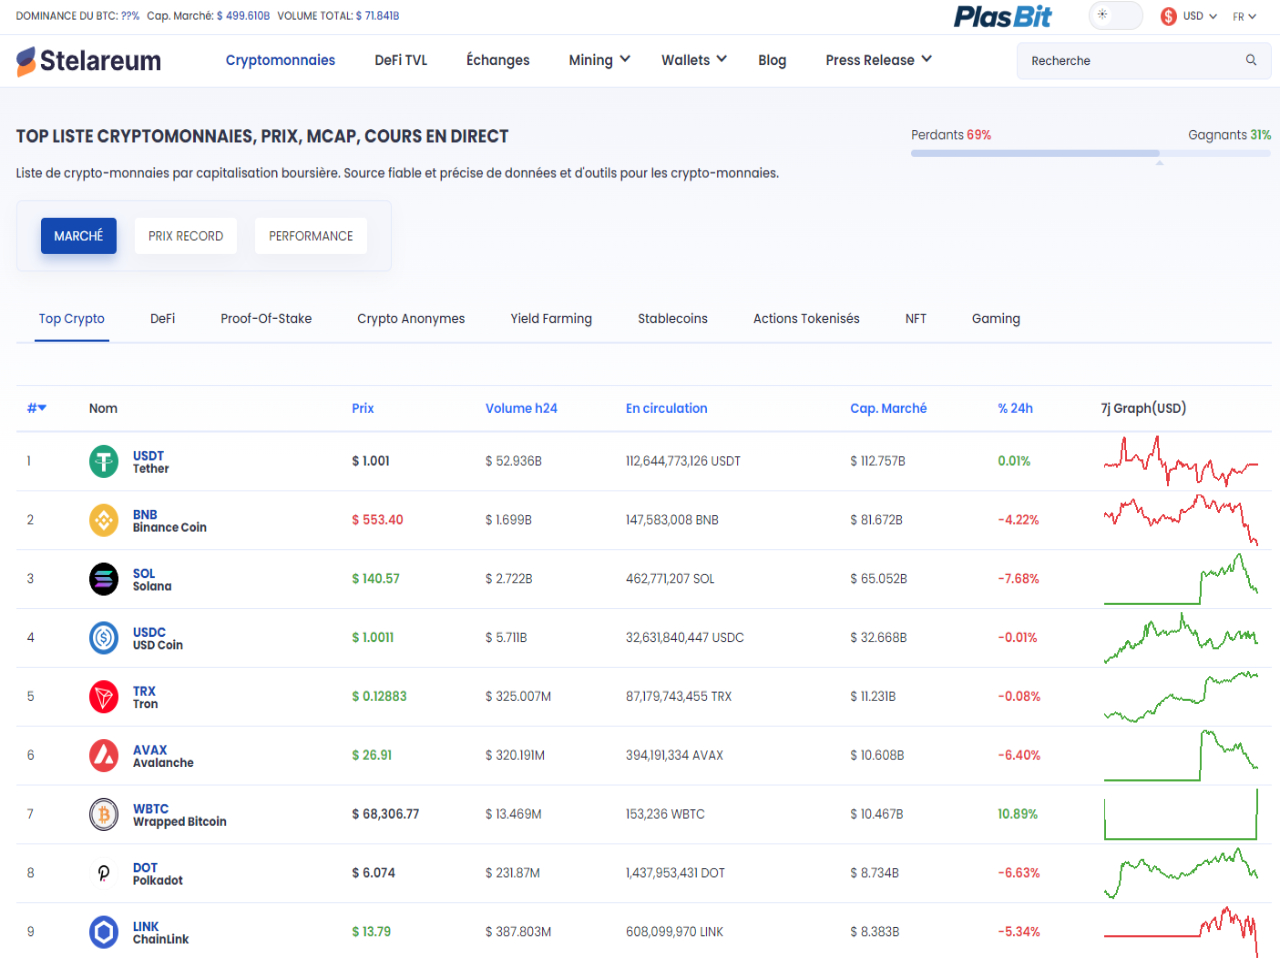 DOMINANCE DU BTC: ??% Cap. Marché: $ 499.610B VOLUME TOTAL: $ 71.841B
PlasBit
USD
FR
Stelareum
Cryptomonnaies DeFi TVL Échanges Mining Wallets Blog Press Release
Recherche
TOP LISTE CRYPTOMONNAIES, PRIX, MCAP, COURS EN DIRECT
Perdants 69% Gagnants 31%
Liste de crypto-monnaies par capitalisation boursière. Source fiable et précise de données et d'outils pour les crypto-monnaies.
MARCHÉ PRIX RECORD PERFORMANCE
Top Crypto DeFi Proof-Of-Stake Crypto Anonymes Yield Farming Stablecoins Actions Tokenisés NFT Gaming
# Nom Prix Volume h24 En circulation Cap. Marché % 24h 7j Graph(USD)
1 USDT Tether $ 1.001 $ 52.936B 112,644,773,126 USDT $ 112.757B 0.01%
2 BNB Binance Coin $ 553.40 $ 1.699B 147,583,008 BNB $ 81.672B -4.22%
3 SOL Solana $ 140.57 $ 2.722B 462,771,207 SOL $ 65.052B -7.68%
4 USDC USD Coin $ 1.0011 $ 5.711B 32,631,840,447 USDC $ 32.668B -0.01%
5 TRX Tron $ 0.12883 $ 325.007M 87,179,743,455 TRX $ 11.231B -0.08%
6 AVAX Avalanche $ 26.91 $ 320.191M 394,191,334 AVAX $ 10.608B -6.40%
7 WBTC Wrapped Bitcoin $ 68,306.77 $ 13.469M 153,236 WBTC $ 10.467B 10.89%
8 DOT Polkadot $ 6.074 $ 231.87M 1,437,953,431 DOT $ 8.734B -6.63%
9 LINK ChainLink $ 13.79 $ 387.803M 608,099,970 LINK $ 8.383B -5.34%